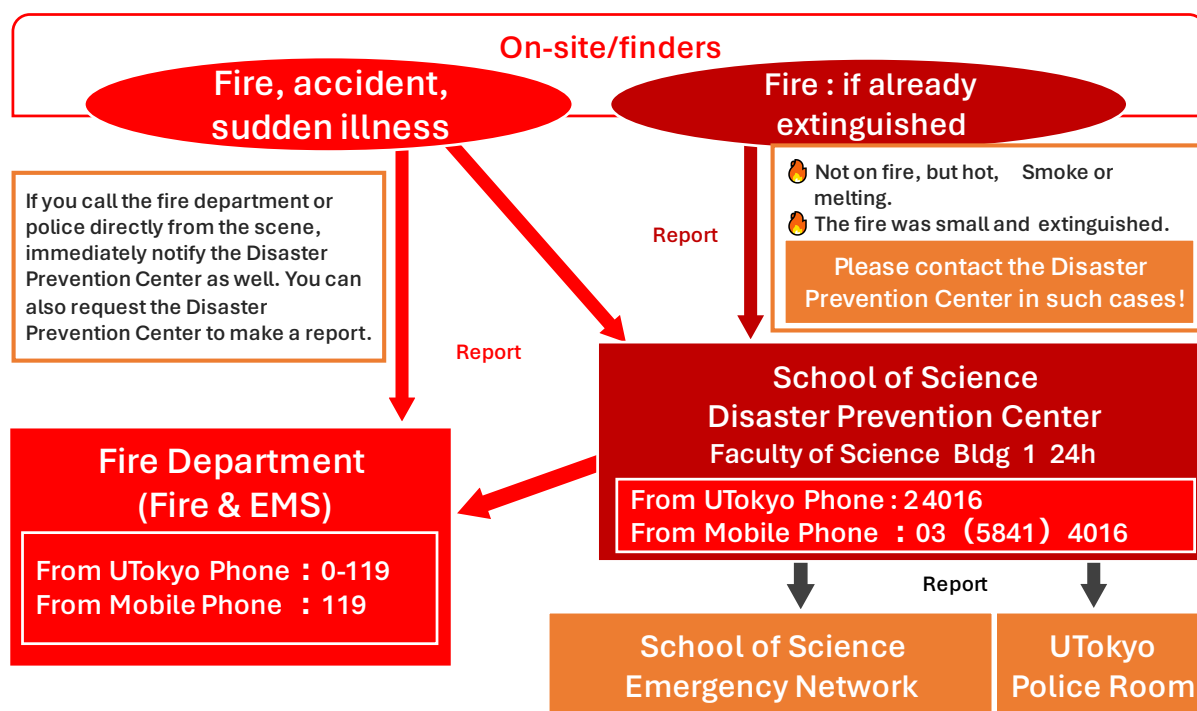 On-site/finders
Fire, accident,
sudden illness
Fire : if already
extinguished
If you call the fire department or
police directly from the scene,
immediately notify the Disaster
Prevention Center as well. You can
also request the Disaster
Prevention Center to make a report.
Report
Not on fire, but hot, Smoke or
melting.
The fire was small and extinguished.
Please contact the Disaster
Prevention Center in such cases!
Report
School of Science
Disaster Prevention Center
Faculty of Science Bldg 1 24h
From UTokyo Phone : 24016
From Mobile Phone : 03 (5841) 4016
Fire Department
(Fire & EMS)
From UTokyo Phone : 0-119
From Mobile Phone : 119
Report
School of Science
Emergency Network
UTokyo
Police Room